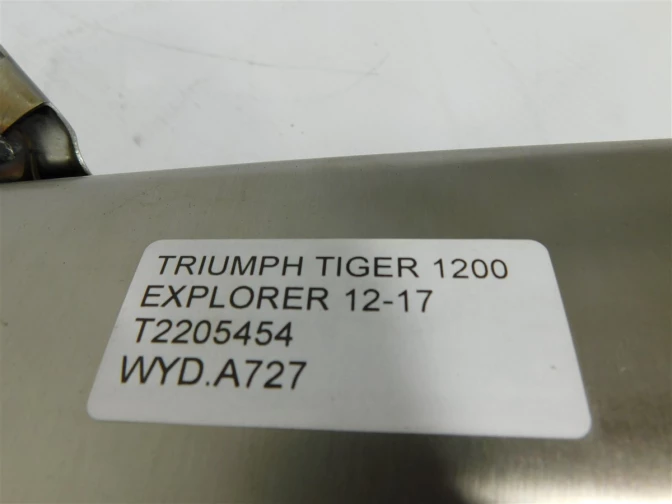 TRIUMPH TIGER 1200
EXPLORER 12-17
T2205454
WYD.A727